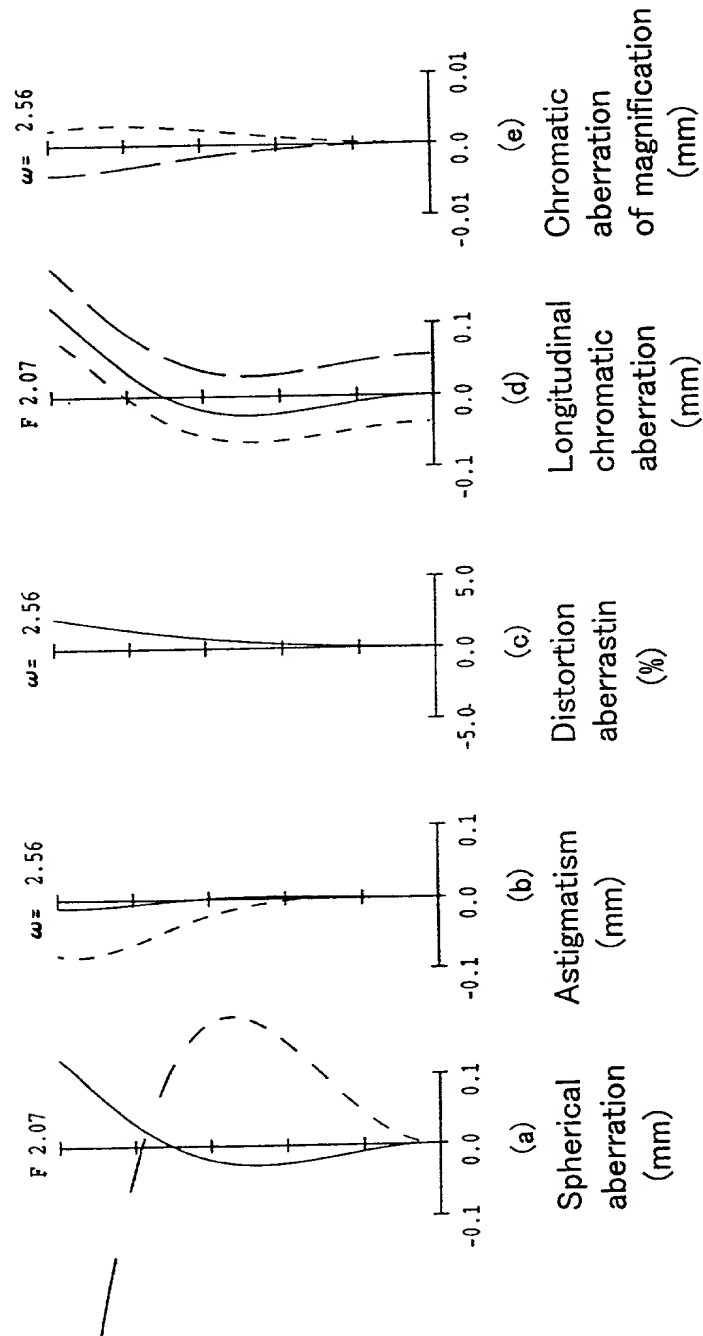 F 2.07
-0.1 0.0 0.1
(a)
Spherical
aberration
(mm)
ω= 2.56
-0.1 0.0 0.1
(b)
Astigmatism
(mm)
ω= 2.56
-5.0 0.0 5.0
(c)
Distortion
aberrastin
(%)
F 2.07
-0.1 0.0 0.1
(d)
Longitudinal
chromatic
aberration
(mm)
ω= 2.56
-0.01 0.0 0.01
(e)
Chromatic
aberration
of magnification
(mm)